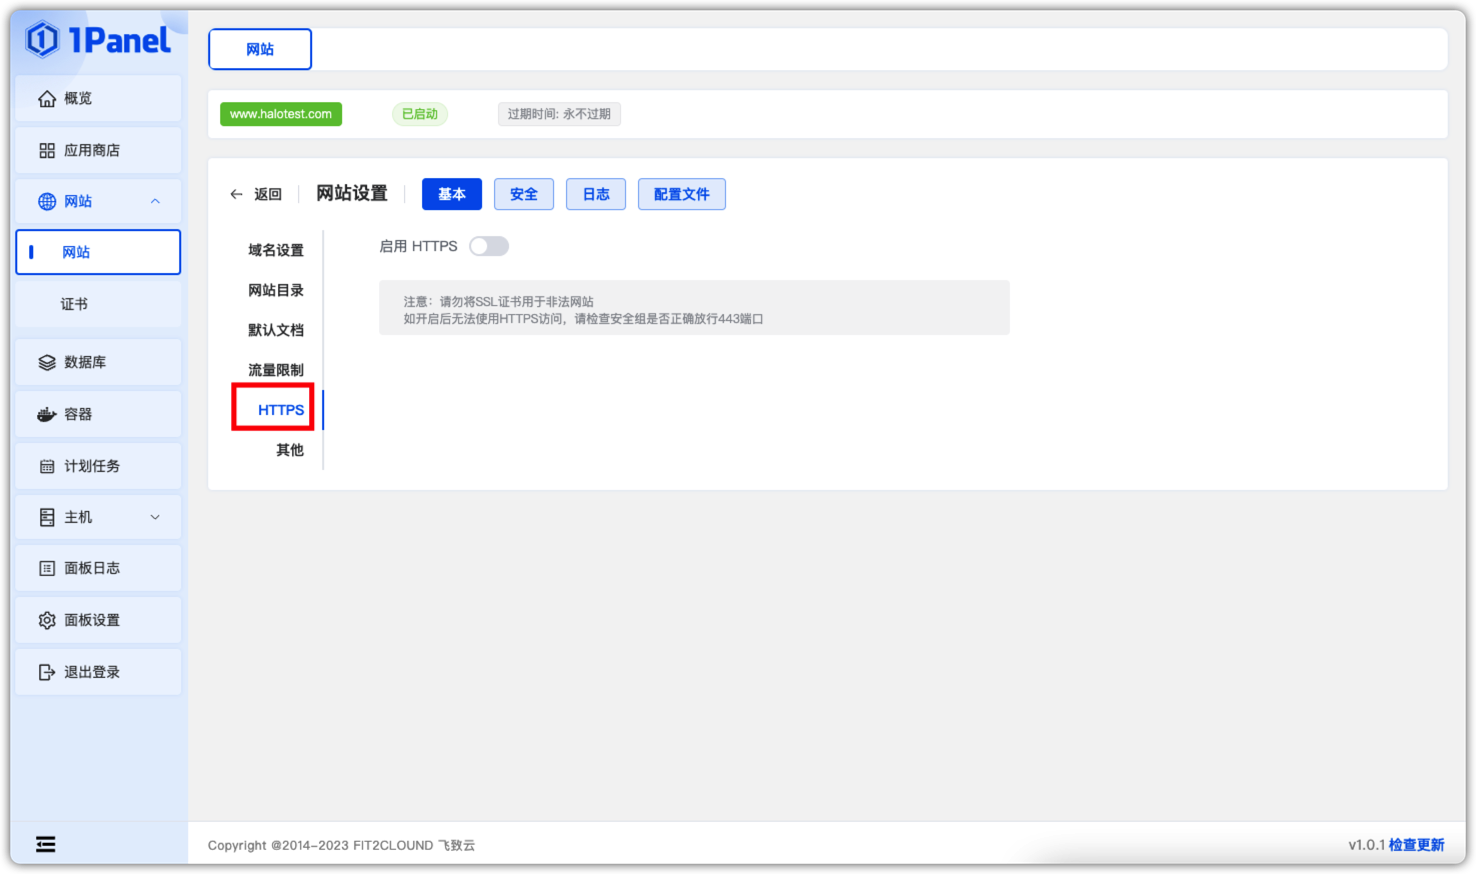 1Panel
网站
概览
www.halotest.com 已启动 过期时间: 永不过期
应用商店
网站
返回 网站设置 基本 安全 日志 配置文件
网站
域名设置
启用 HTTPS
网站目录
注意：请勿将SSL证书用于非法网站
如开启后无法使用HTTPS访问，请检查安全组是否正确放行443端口
证书
默认文档
数据库
流量限制
容器
HTTPS
其他
计划任务
主机
面板日志
面板设置
退出登录
Copyright @2014-2023 FIT2CLOUND 飞致云
v1.0.1 检查更新